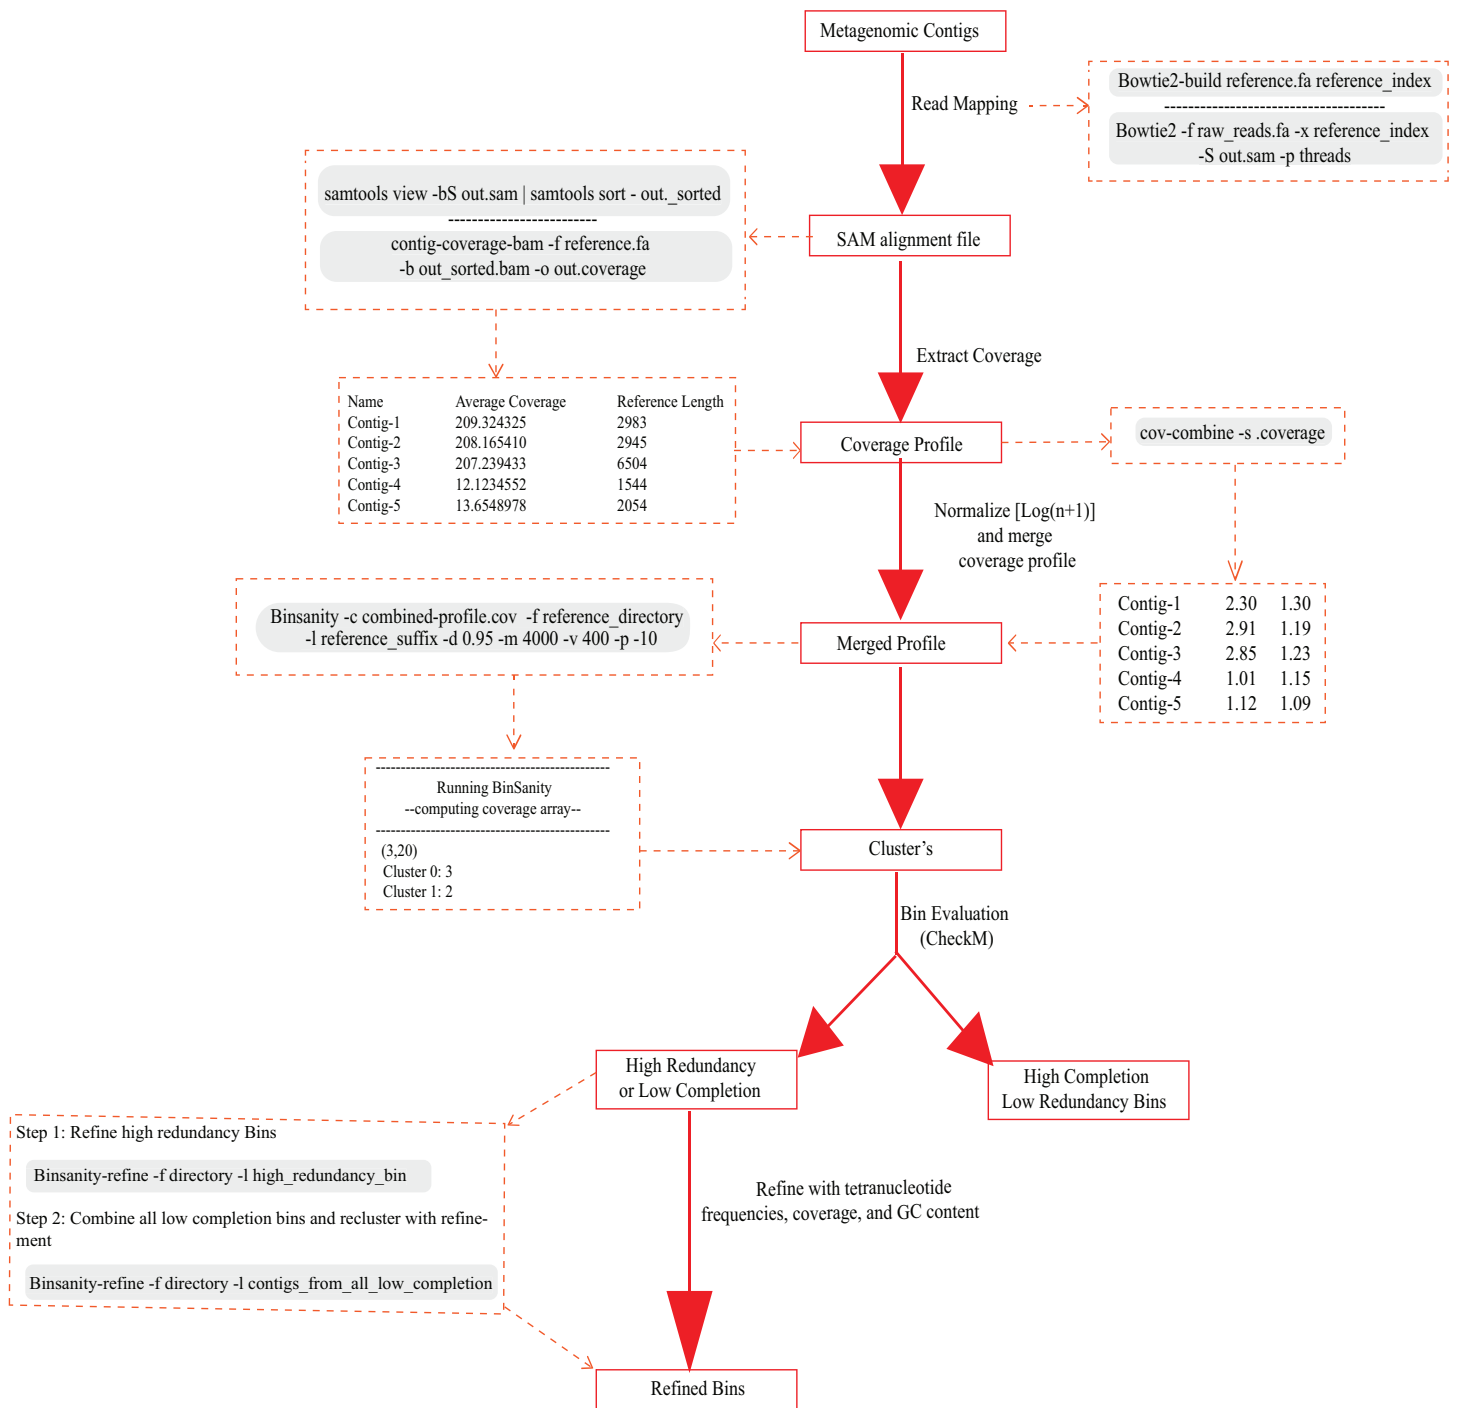 Metagenomic Contigs
Read Mapping
Bowtie2-build reference.fa reference_index
-------------------------------------
Bowtie2 -f raw_reads.fa -x reference_index
-S out.sam -p threads
samtools view -bS out.sam | samtools sort - out._sorted
-------------------------
contig-coverage-bam -f reference.fa
-b out_sorted.bam -o out.coverage
SAM alignment file
Extract Coverage
Name Average Coverage Reference Length
Contig-1 209.324325 2983
Contig-2 208.165410 2945
Contig-3 207.239433 6504
Contig-4 12.1234552 1544
Contig-5 13.6548978 2054
Coverage Profile
cov-combine -s .coverage
Normalize [Log(n+1)]
and merge
coverage profile
Contig-1 2.30 1.30
Contig-2 2.91 1.19
Contig-3 2.85 1.23
Contig-4 1.01 1.15
Contig-5 1.12 1.09
Merged Profile
Binsanity -c combined-profile.cov -f reference_directory
-l reference_suffix -d 0.95 -m 4000 -v 400 -p -10
-----------------------------------------------
Running BinSanity
--computing coverage array--
-----------------------------------------------
(3,20)
Cluster 0: 3
Cluster 1: 2
Cluster’s
Bin Evaluation
(CheckM)
High Redundancy
or Low Completion
High Completion
Low Redundancy Bins
Step 1: Refine high redundancy Bins
Binsanity-refine -f directory -l high_redundancy_bin
Step 2: Combine all low completion bins and recluster with refine-
ment
Binsanity-refine -f directory -l contigs_from_all_low_completion
Refine with tetranucleotide
frequencies, coverage, and GC content
Refined Bins